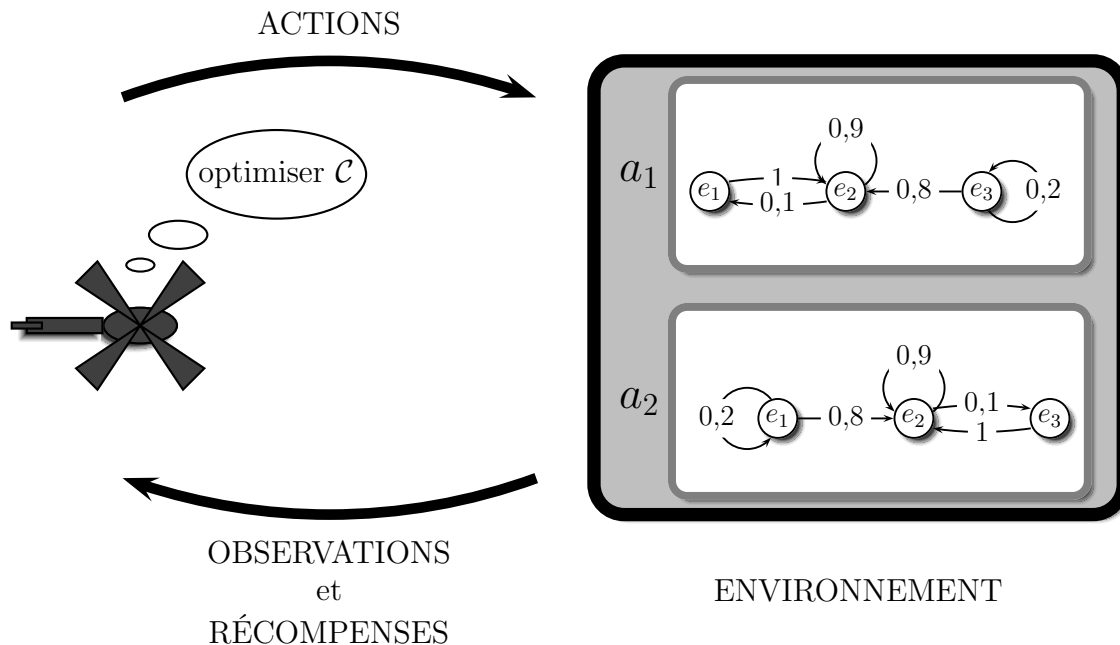 ACTIONS
optimiser 𝒞
a₁
0,9
1
e₁
e₂
0,8
e₃
0,2
0,1
a₂
0,9
0,2
e₁
0,8
e₂
0,1
e₃
1
OBSERVATIONS
et
RÉCOMPENSES
ENVIRONNEMENT